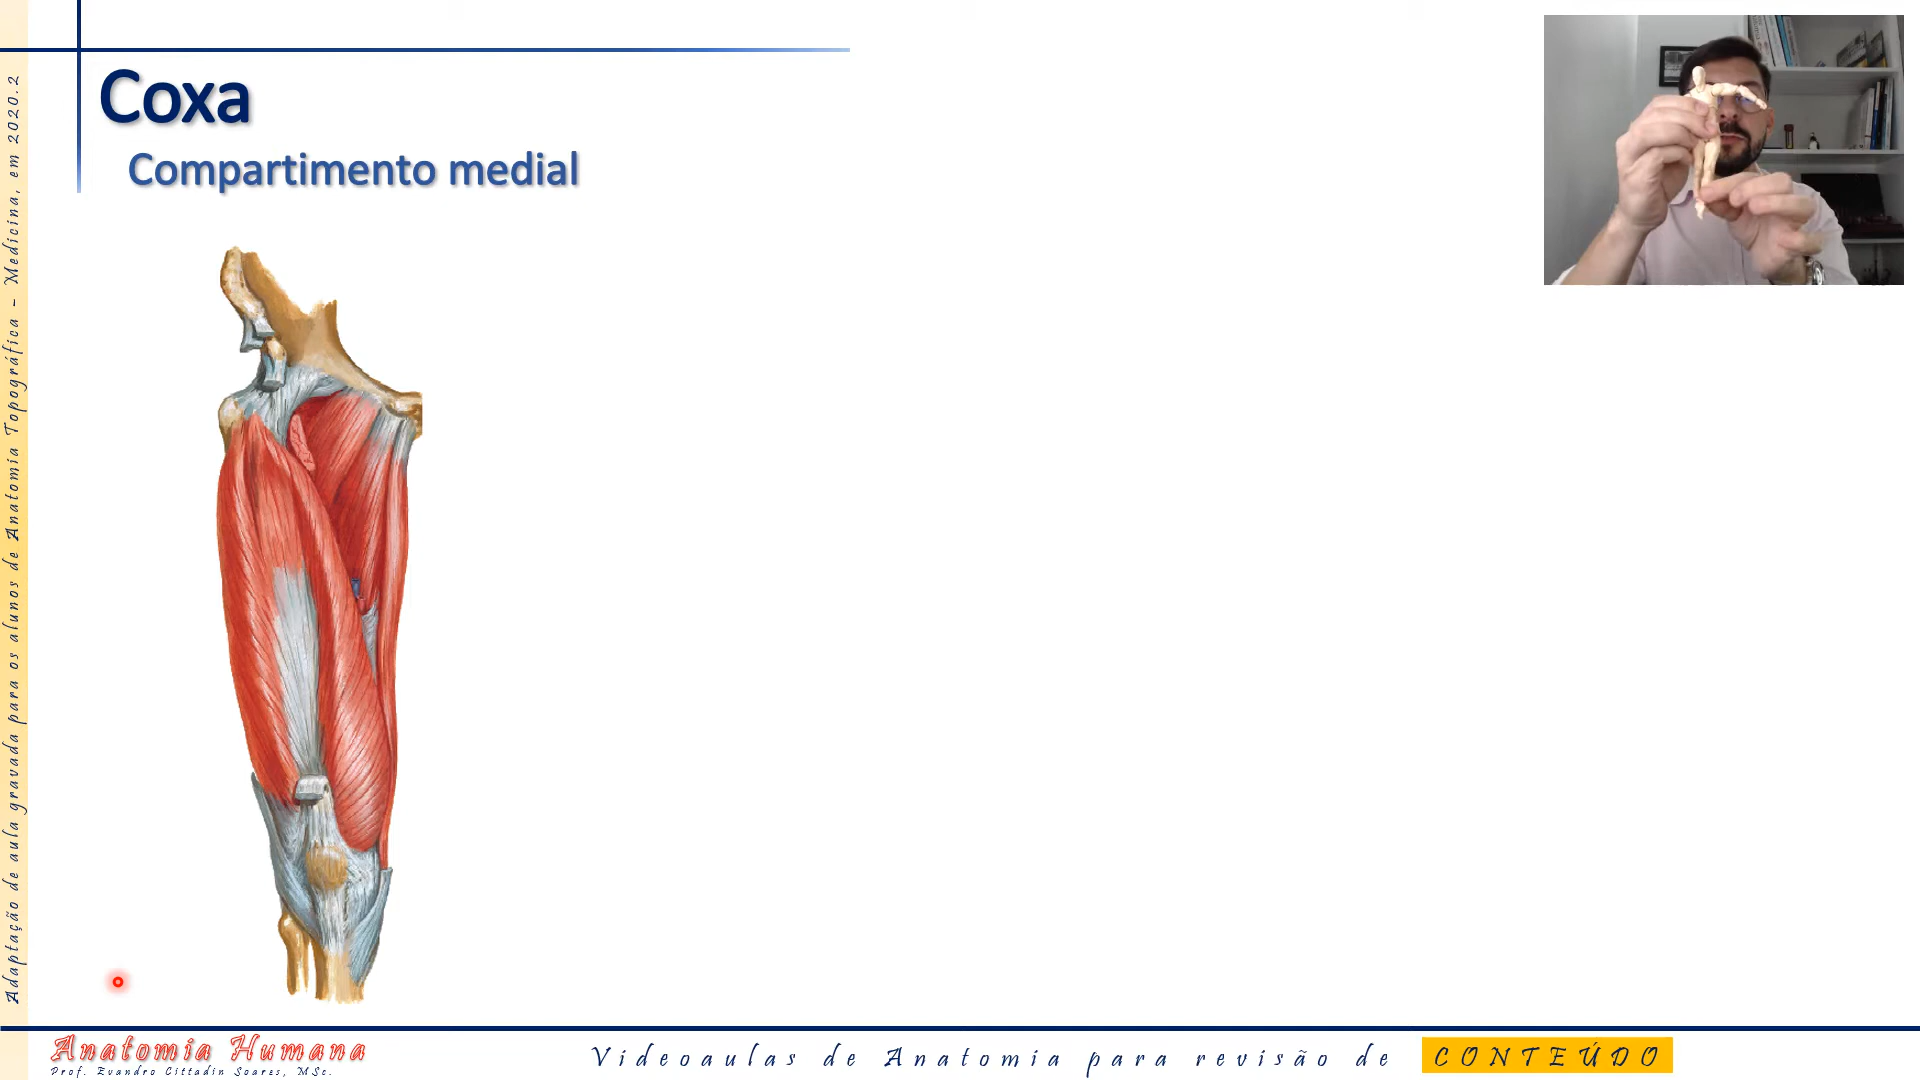 Coxa
Compartimento medial
Adaptação de aula gravada para os alunos de Anatomia Topográfica - Medicina, em 2020.2
Anatomia Humana
Prof. Evandro Cittadin Soares, MSc.
Videoaulas de Anatomia para revisão de CONTEÚDO